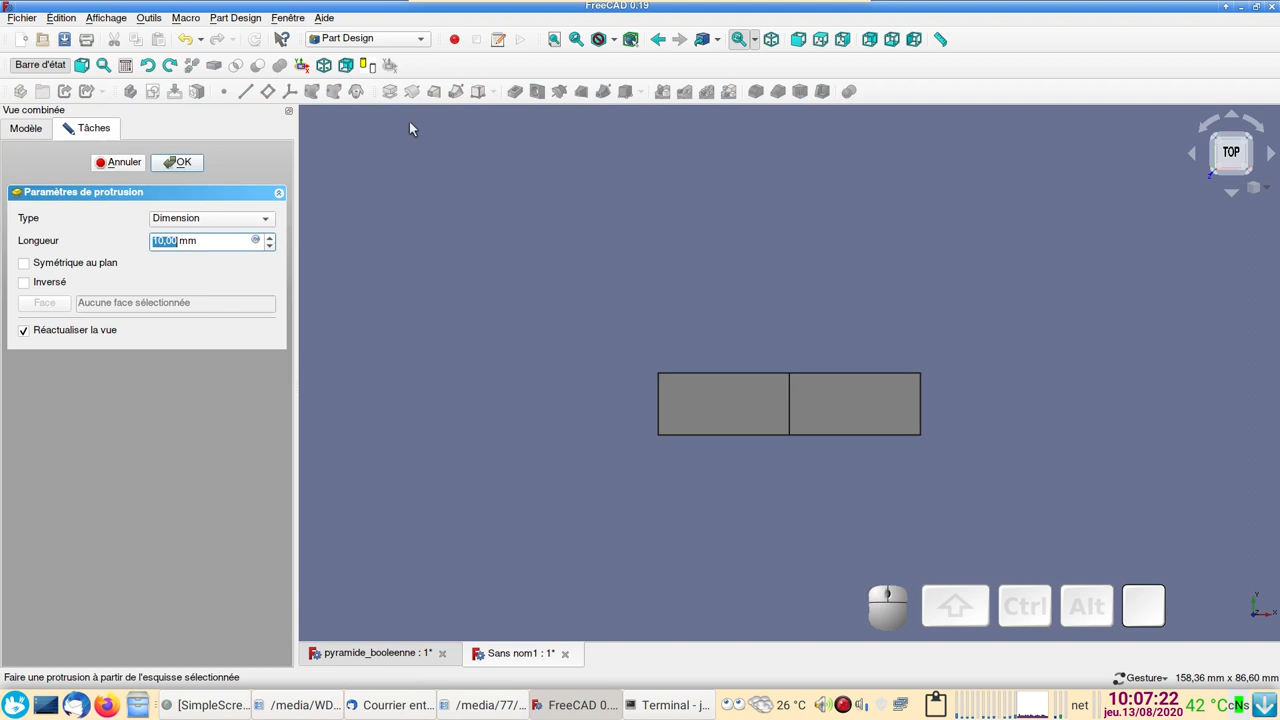 FreeCAD 0.19
Fichier Édition Affichage Outils Macro Part Design Fenêtre Aide
Part Design
Barre d'état
Vue combinée
Modèle Tâches
Annuler OK
Paramètres de protrusion
Type Dimension
Longueur 10,00 mm
Symétrique au plan
Inversé
Face Aucune face sélectionnée
Réactualiser la vue
TOP
Ctrl Alt
Y
X
Z
pyramide_booleenne : 1* Sans nom1 : 1*
Faire une protrusion à partir de l'esquisse sélectionnée Gesture 158,36 mm x 86,60 mm
[SimpleScre... /media/WD... Courrier ent... /media/77/... FreeCAD 0.... Terminal - j... 26 °C net 10:07:22 42 °C
jeu.13/08/2020